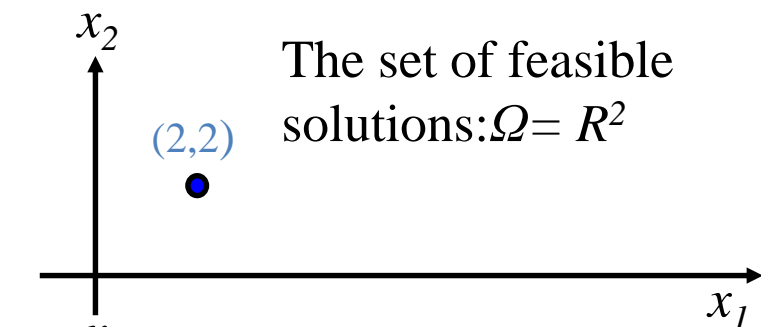 x₂
The set of feasible
solutions:Ω= R²
(2,2)
x₁